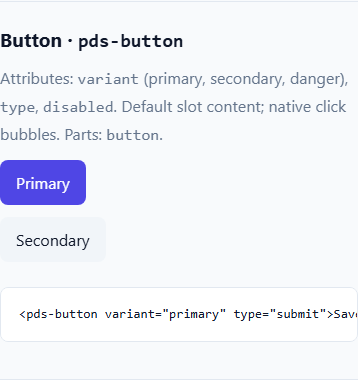 Button · pds-button
Attributes: variant (primary, secondary, danger),
type, disabled. Default slot content; native click
bubbles. Parts: button.
Primary
Secondary
<pds-button variant="primary" type="submit">Sav